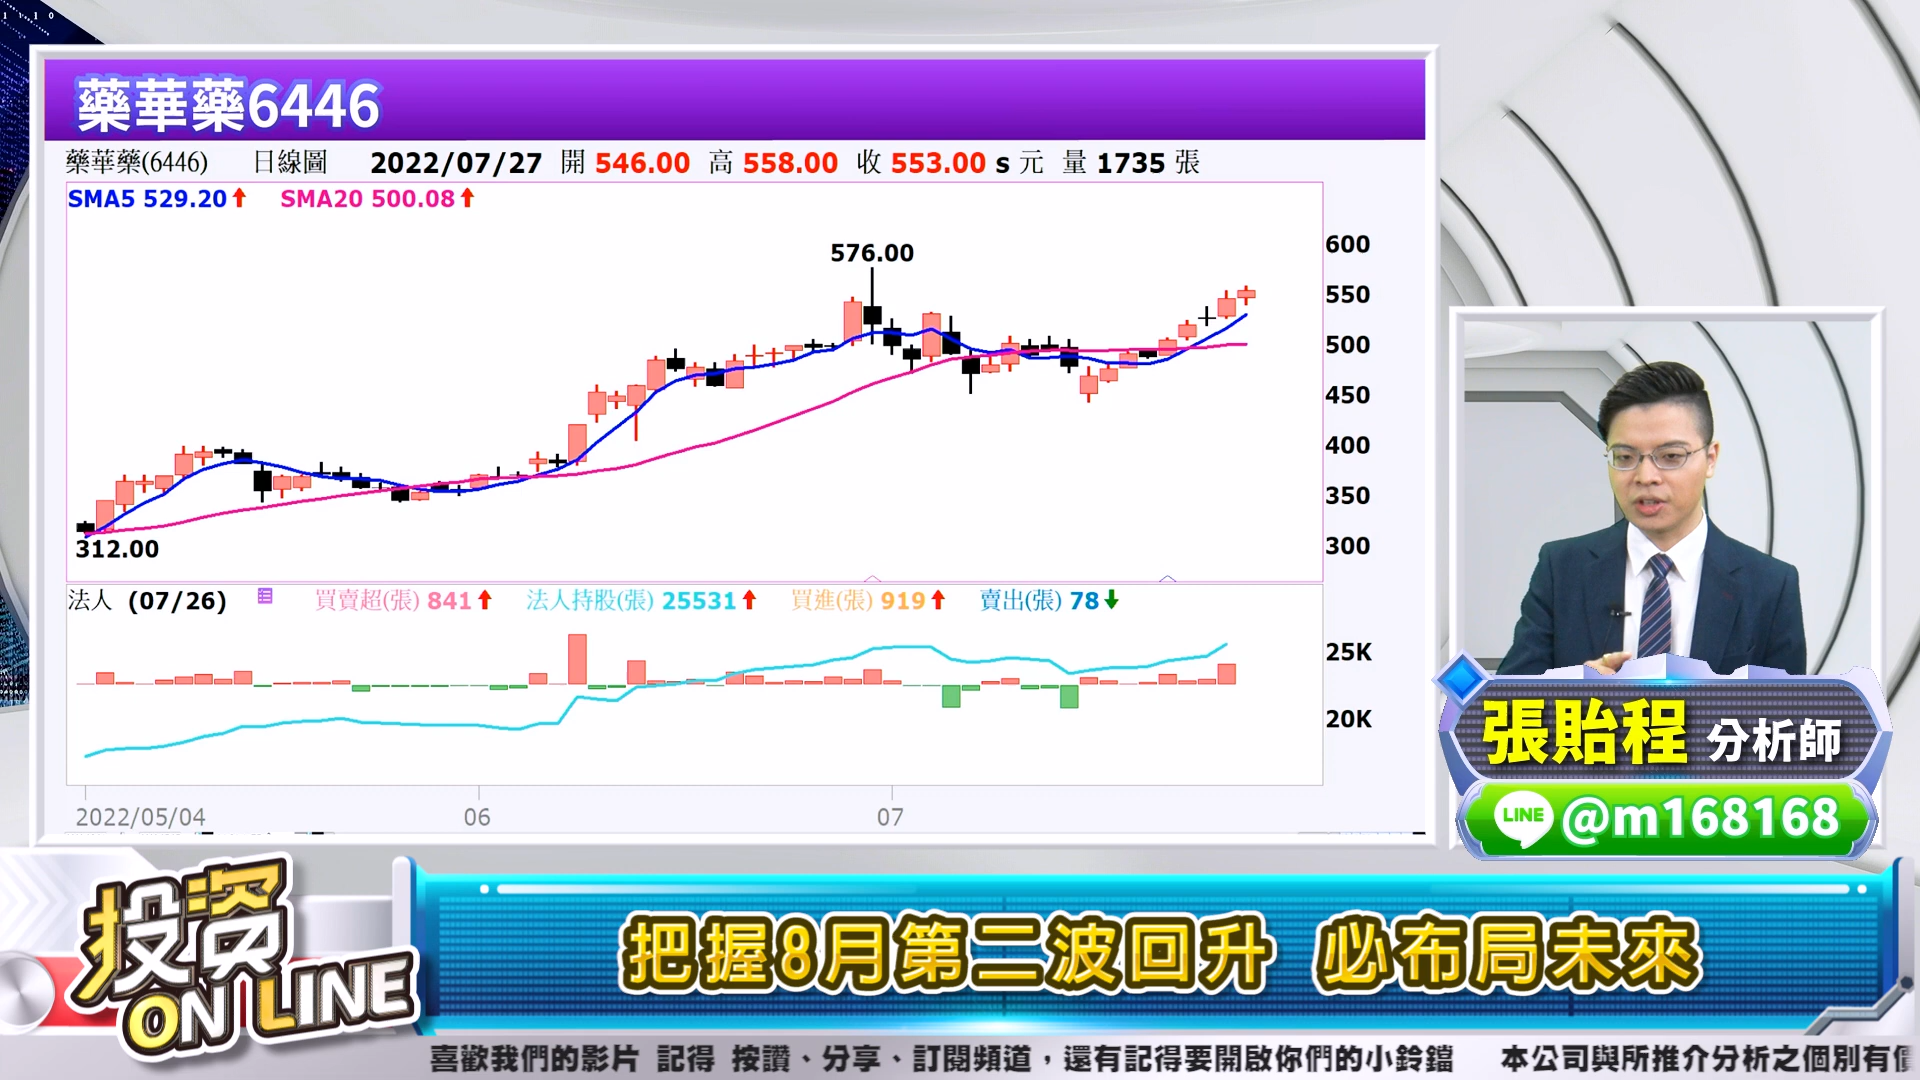 藥華藥6446
藥華藥(6446) 日線圖 2022/07/27 開 546.00 高 558.00 收 553.00 s 元 量 1735 張
SMA5 529.20 SMA20 500.08
576.00
312.00
600
550
500
450
400
350
300
法人 (07/26) 買賣超(張) 841 法人持股(張) 25531 買進(張) 919 賣出(張) 78
25K
20K
2022/05/04 06 07
張貽程 分析師
LINE @m168168
投資
ON LINE
把握8月第二波回升 必布局未來
喜歡我們的影片 記得 按讚、分享、訂閱頻道，還有記得要開啟你們的小鈴鐺 本公司與所推介分析之個別有價